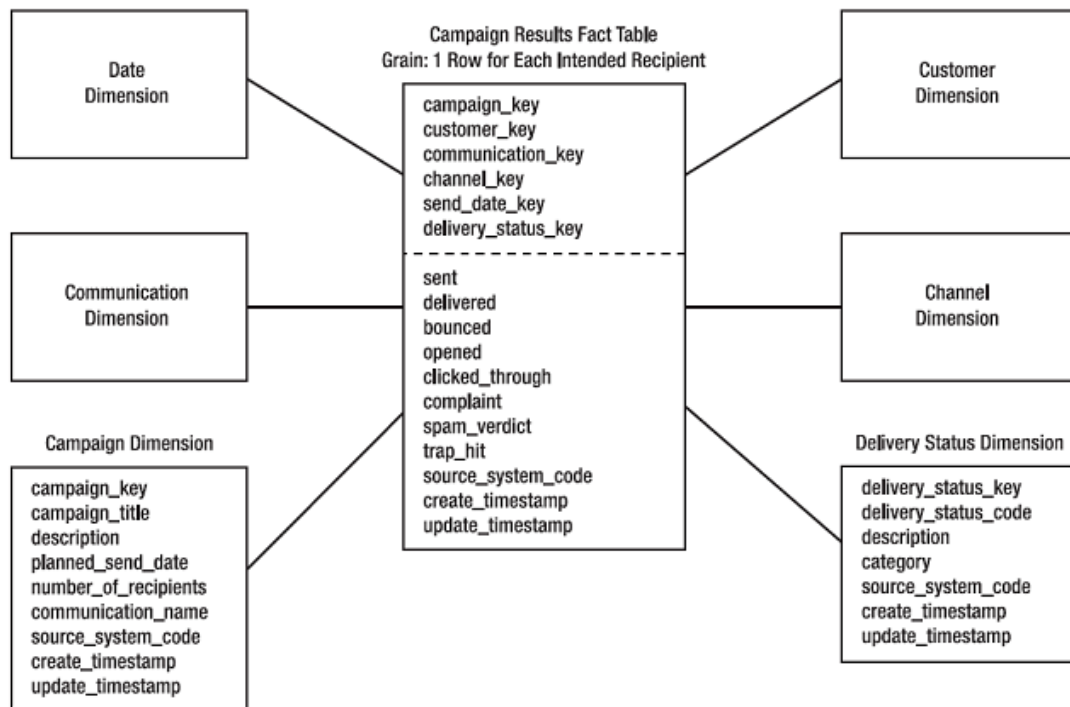 Date
Dimension
Campaign Results Fact Table
Grain: 1 Row for Each Intended Recipient
campaign_key
customer_key
communication_key
channel_key
send_date_key
delivery_status_key
sent
delivered
bounced
opened
clicked_through
complaint
spam_verdict
trap_hit
source_system_code
create_timestamp
update_timestamp
Customer
Dimension
Communication
Dimension
Channel
Dimension
Campaign Dimension
campaign_key
campaign_title
description
planned_send_date
number_of_recipients
communication_name
source_system_code
create_timestamp
update_timestamp
Delivery Status Dimension
delivery_status_key
delivery_status_code
description
category
source_system_code
create_timestamp
update_timestamp